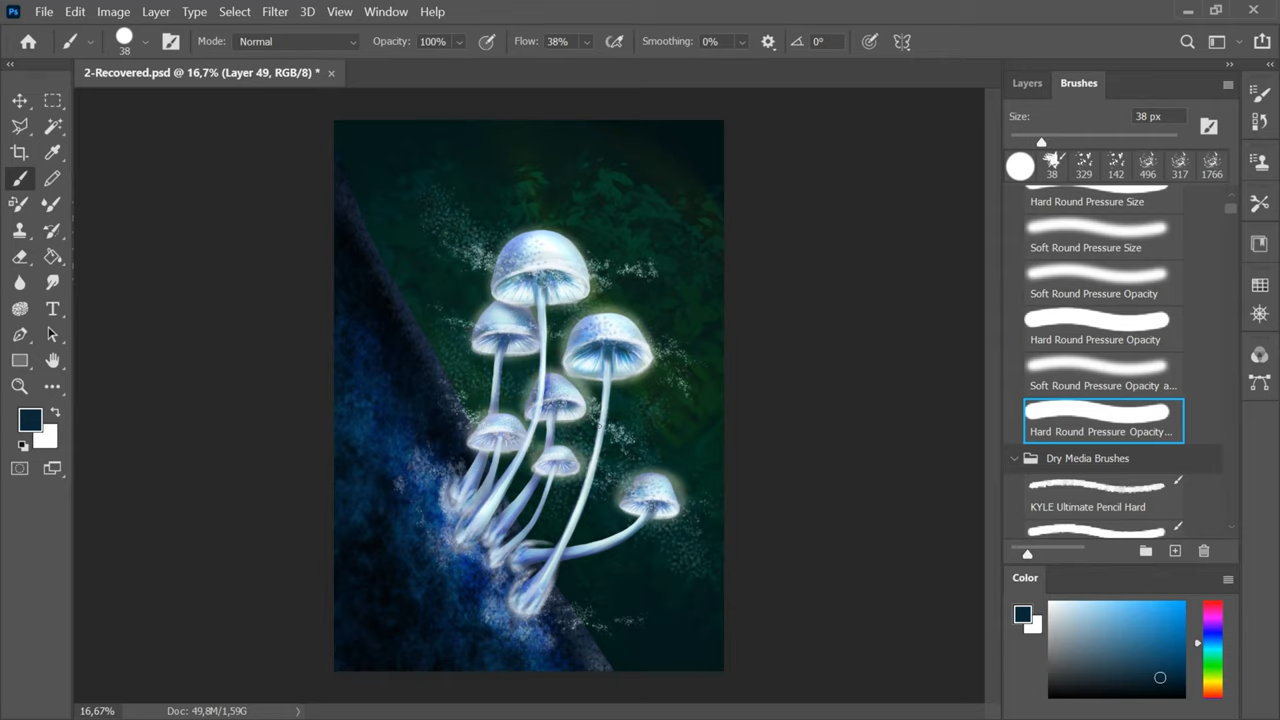 Ps File Edit Image Layer Type Select Filter 3D View Window Help
38 Mode: Normal Opacity: 100% Flow: 38% Smoothing: 0% 0°
2-Recovered.psd @ 16,7% (Layer 49, RGB/8) * ×
Layers Brushes
Size: 38 px
38 329 142 496 317 1766
Hard Round Pressure Size
Soft Round Pressure Size
Soft Round Pressure Opacity
Hard Round Pressure Opacity
Soft Round Pressure Opacity a...
Hard Round Pressure Opacity...
Dry Media Brushes
KYLE Ultimate Pencil Hard
Color
16,67% Doc: 49,8M/1,59G